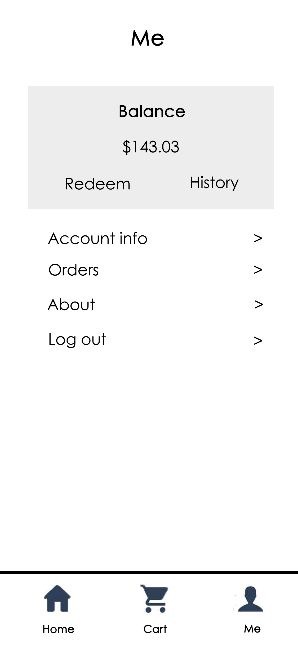 Me
Balance
$143.03
Redeem History
Account info >
Orders >
About >
Log out >
Home Cart Me